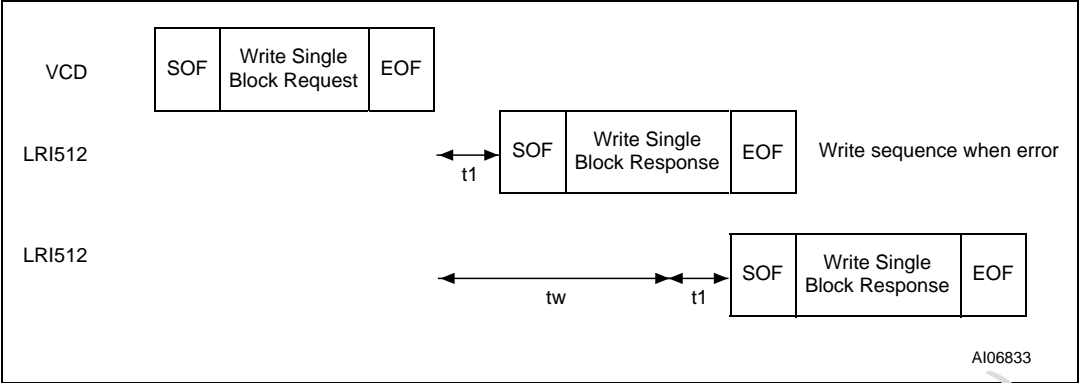 VCD
SOF
Write Single
Block Request
EOF
LRI512
t1
SOF
Write Single
Block Response
EOF
Write sequence when error
LRI512
tw
t1
SOF
Write Single
Block Response
EOF
AI06833